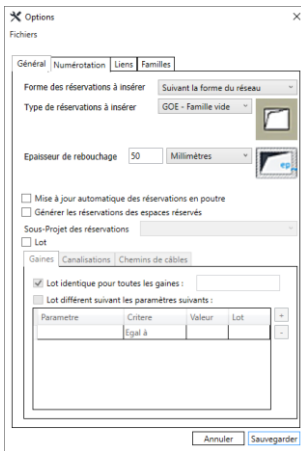 Options
Fichiers
Général Numérotation Liens Familles
Forme des réservations à insérer Suivant la forme du réseau
Type de réservations à insérer GOE - Famille vide
Epaisseur de rebouchage 50 Millimètres
ep
Mise à jour automatique des réservations en poutre
Générer les réservations des espaces réservés
Sous-Projet des réservations
Lot
Gaines Canalisations Chemins de câbles
Lot identique pour toutes les gaines :
Lot différent suivant les paramètres suivants :
Parametre Critere Valeur Lot +
Egal à -
Annuler Sauvegarder